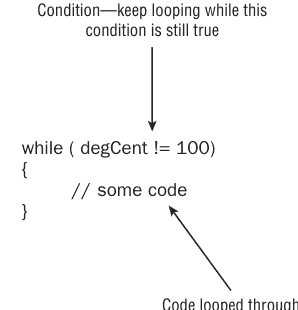 Condition—keep looping while this
condition is still true
while ( degCent != 100)
{
// some code
}
Code looped through